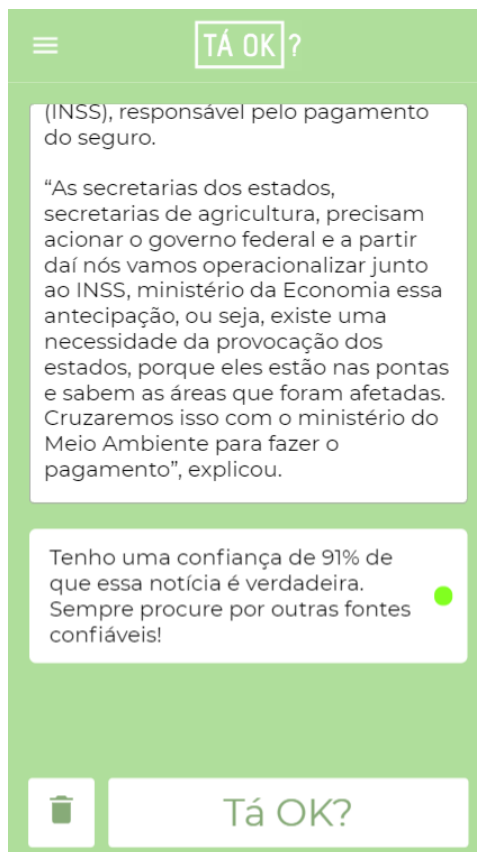 TÁ OK?
(INSS), responsável pelo pagamento
do seguro.
“As secretarias dos estados,
secretarias de agricultura, precisam
acionar o governo federal e a partir
daí nós vamos operacionalizar junto
ao INSS, ministério da Economia essa
antecipação, ou seja, existe uma
necessidade da provocação dos
estados, porque eles estão nas pontas
e sabem as áreas que foram afetadas.
Cruzaremos isso com o ministério do
Meio Ambiente para fazer o
pagamento”, explicou.
Tenho uma confiança de 91% de
que essa notícia é verdadeira.
Sempre procure por outras fontes
confiáveis!
Tá OK?